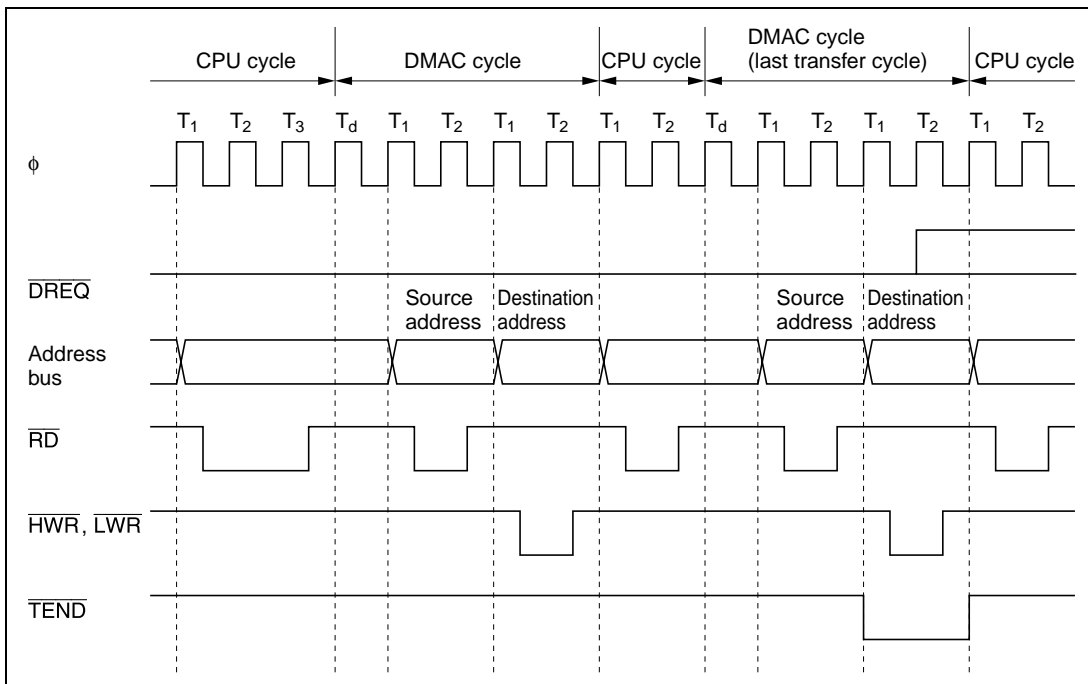 CPU cycle DMAC cycle CPU cycle DMAC cycle
(last transfer cycle) CPU cycle
T1 T2 T3 Td T1 T2 T1 T2 T1 T2 Td T1 T2 T1 T2 T1 T2
ϕ
DREQ
Source
address
Destination
address
Source
address
Destination
address
Address
bus
RD
HWR, LWR
TEND